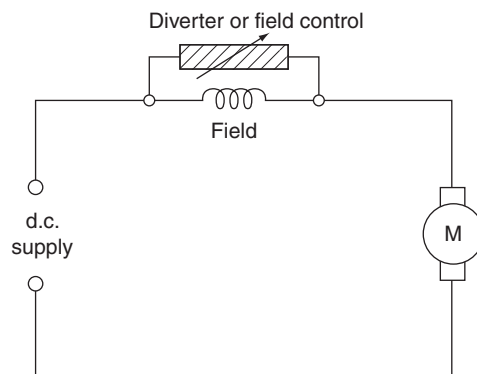 Diverter or field control
Field
d.c.
supply
M